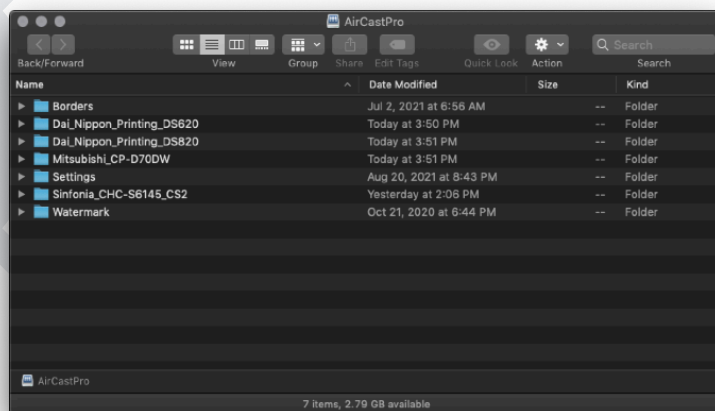 AirCastPro
Back/Forward View Group Share Edit Tags Quick Look Action Search
Search
Name Date Modified Size Kind
Borders Jul 2, 2021 at 6:56 AM -- Folder
Dai_Nippon_Printing_DS620 Today at 3:50 PM -- Folder
Dai_Nippon_Printing_DS820 Today at 3:51 PM -- Folder
Mitsubishi_CP-D70DW Today at 3:51 PM -- Folder
Settings Aug 20, 2021 at 8:43 PM -- Folder
Sinfonia_CHC-S6145_CS2 Yesterday at 2:06 PM -- Folder
Watermark Oct 21, 2020 at 6:44 PM -- Folder
AirCastPro
7 items, 2.79 GB available